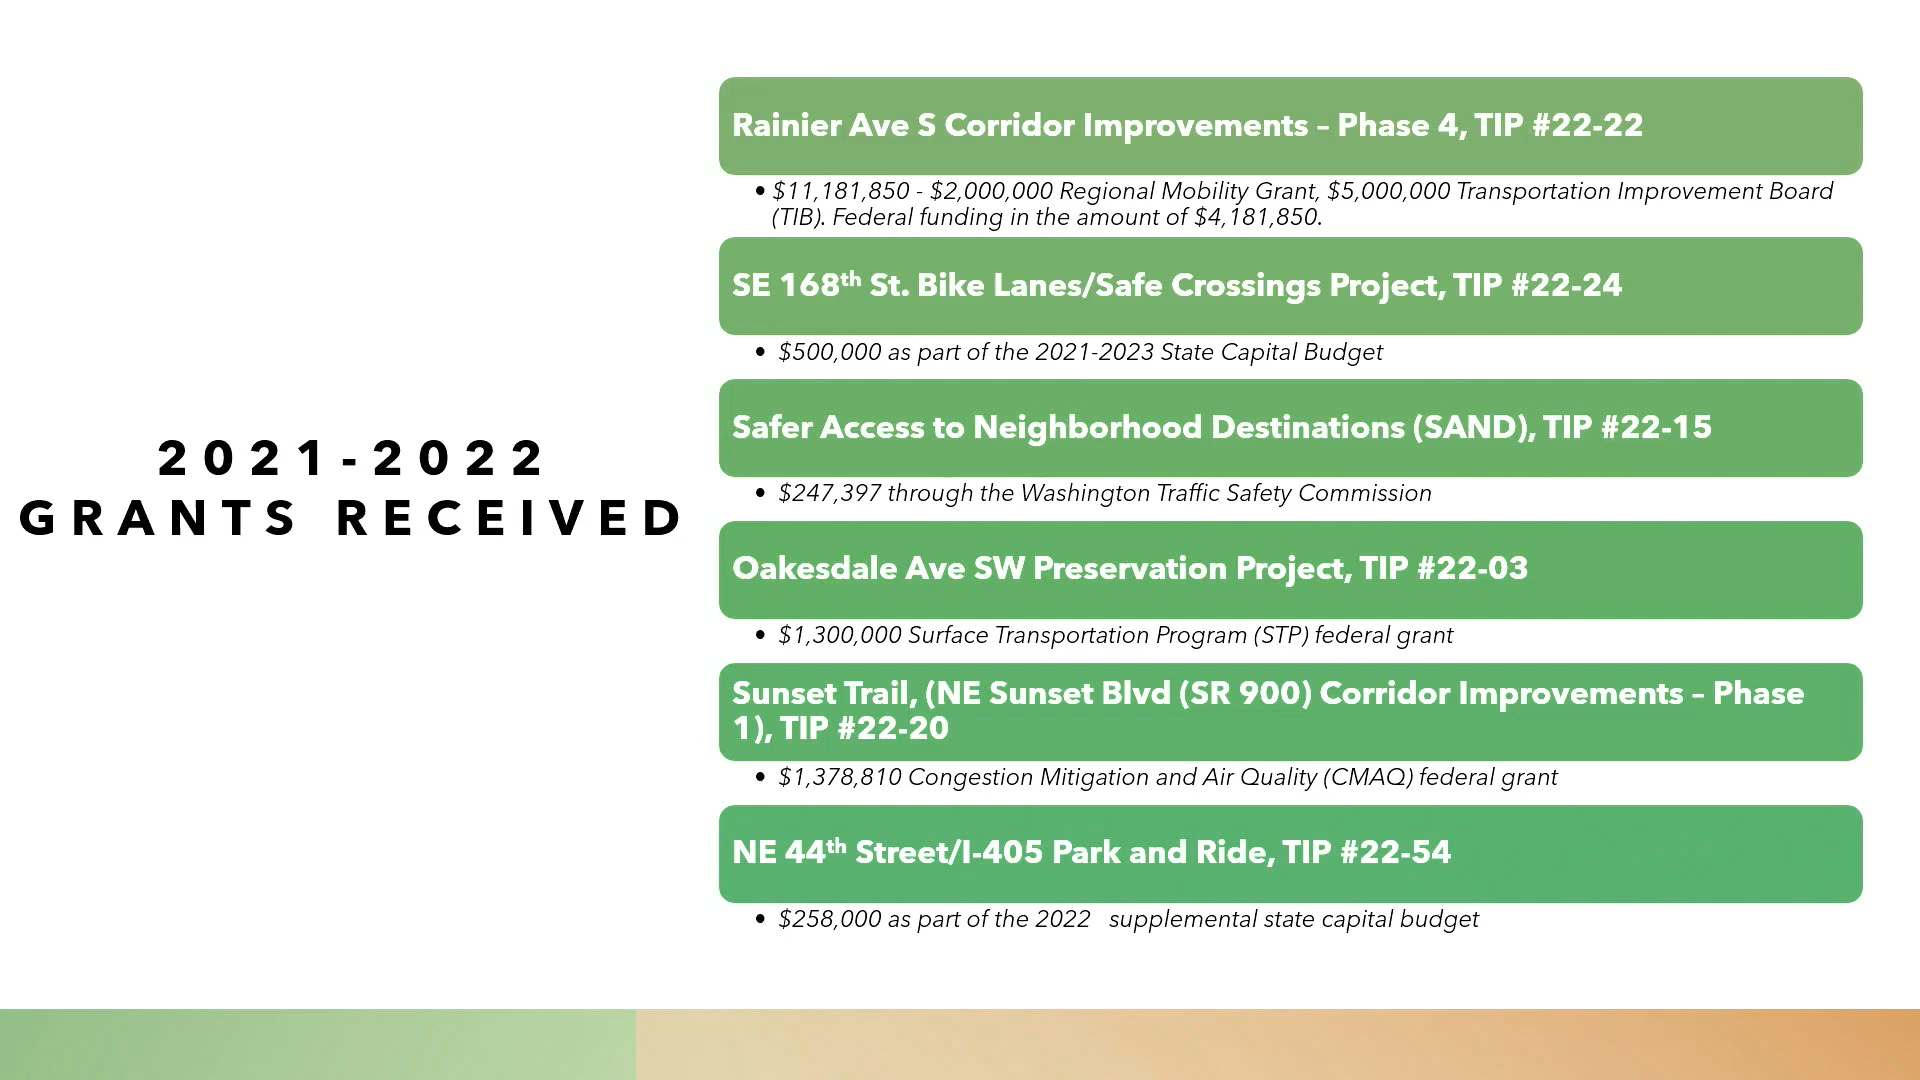 2021-2022
GRANTS RECEIVED
Rainier Ave S Corridor Improvements – Phase 4, TIP #22-22
• $11,181,850 - $2,000,000 Regional Mobility Grant, $5,000,000 Transportation Improvement Board
(TIB). Federal funding in the amount of $4,181,850.
SE 168th St. Bike Lanes/Safe Crossings Project, TIP #22-24
• $500,000 as part of the 2021-2023 State Capital Budget
Safer Access to Neighborhood Destinations (SAND), TIP #22-15
• $247,397 through the Washington Traffic Safety Commission
Oakesdale Ave SW Preservation Project, TIP #22-03
• $1,300,000 Surface Transportation Program (STP) federal grant
Sunset Trail, (NE Sunset Blvd (SR 900) Corridor Improvements – Phase
1), TIP #22-20
• $1,378,810 Congestion Mitigation and Air Quality (CMAQ) federal grant
NE 44th Street/I-405 Park and Ride, TIP #22-54
• $258,000 as part of the 2022 supplemental state capital budget